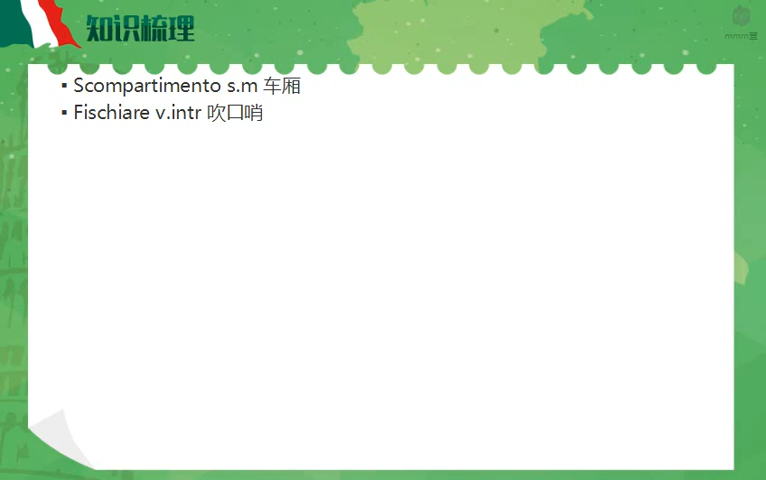 知识梳理
▪ Scompartimento s.m 车厢
▪ Fischiare v.intr 吹口哨